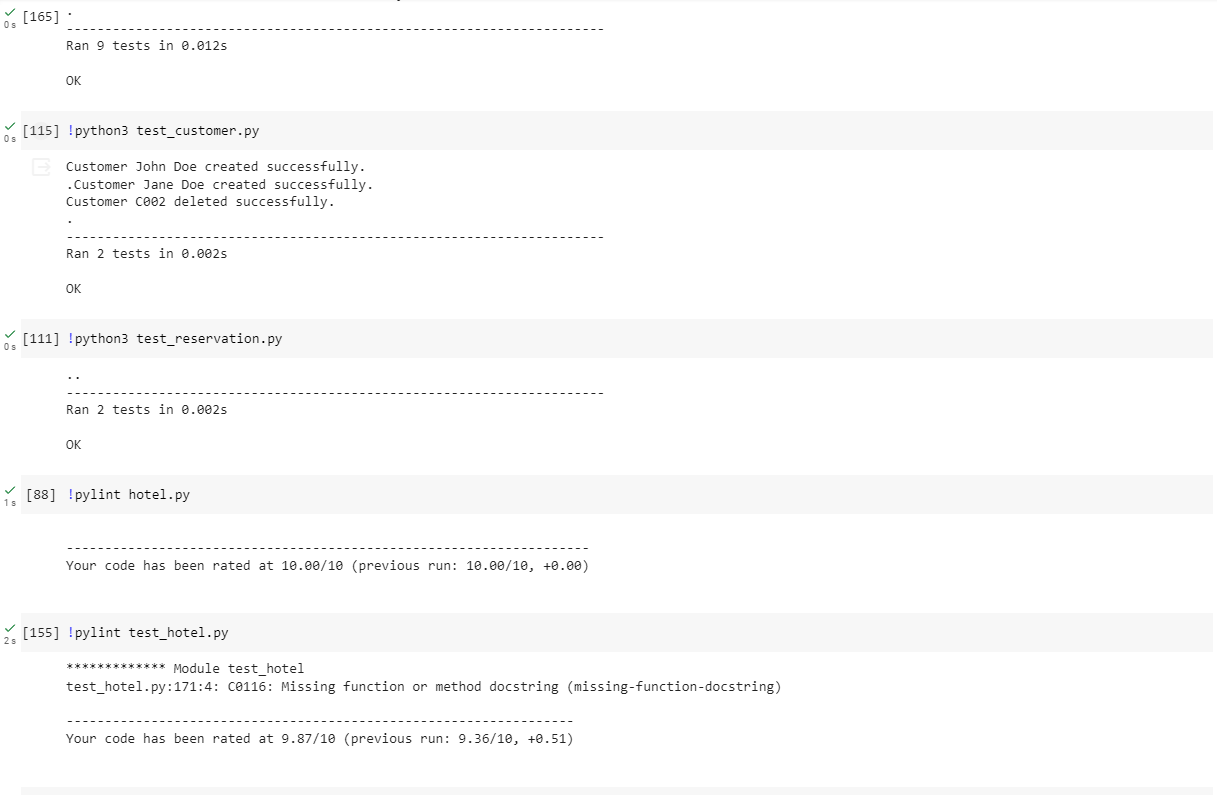 [165] .
0s
----------------------------------------------------------------------
Ran 9 tests in 0.012s
OK
[115] !python3 test_customer.py
0s
Customer John Doe created successfully.
.Customer Jane Doe created successfully.
Customer C002 deleted successfully.
.
----------------------------------------------------------------------
Ran 2 tests in 0.002s
OK
[111] !python3 test_reservation.py
0s
..
----------------------------------------------------------------------
Ran 2 tests in 0.002s
OK
[88] !pylint hotel.py
1s
--------------------------------------------------------------------
Your code has been rated at 10.00/10 (previous run: 10.00/10, +0.00)
[155] !pylint test_hotel.py
2s
************* Module test_hotel
test_hotel.py:171:4: C0116: Missing function or method docstring (missing-function-docstring)
------------------------------------------------------------------
Your code has been rated at 9.87/10 (previous run: 9.36/10, +0.51)